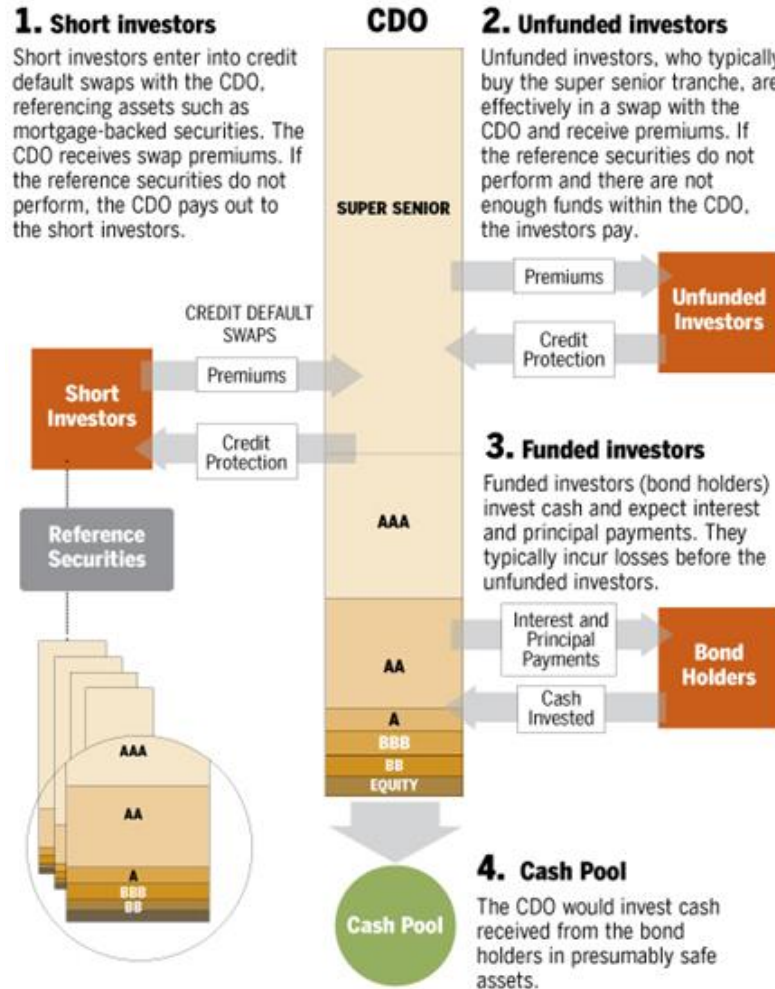 1. Short investors
Short investors enter into credit
default swaps with the CDO,
referencing assets such as
mortgage-backed securities. The
CDO receives swap premiums. If
the reference securities do not
perform, the CDO pays out to
the short investors.
CDO
2. Unfunded investors
Unfunded investors, who typically
buy the super senior tranche, are
effectively in a swap with the
CDO and receive premiums. If
the reference securities do not
perform and there are not
enough funds within the CDO,
the investors pay.
SUPER SENIOR
Premiums
Credit
Protection
Unfunded
Investors
CREDIT DEFAULT
SWAPS
Short
Investors
Premiums
Credit
Protection
Reference
Securities
3. Funded investors
Funded investors (bond holders)
invest cash and expect interest
and principal payments. They
typically incur losses before the
unfunded investors.
AAA
AA
A
BBB
BB
EQUITY
Interest and
Principal
Payments
Cash
Invested
Bond
Holders
AAA
AA
A
BBB
BB
Cash Pool
4. Cash Pool
The CDO would invest cash
received from the bond
holders in presumably safe
assets.